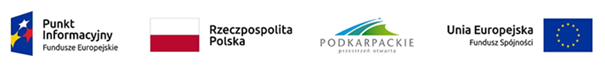 Punkt
Informacyjny
Fundusze Europejskie
Rzeczpospolita
Polska
PODKARPACKIE
przestrzeń otwarta
Unia Europejska
Fundusz Spójności